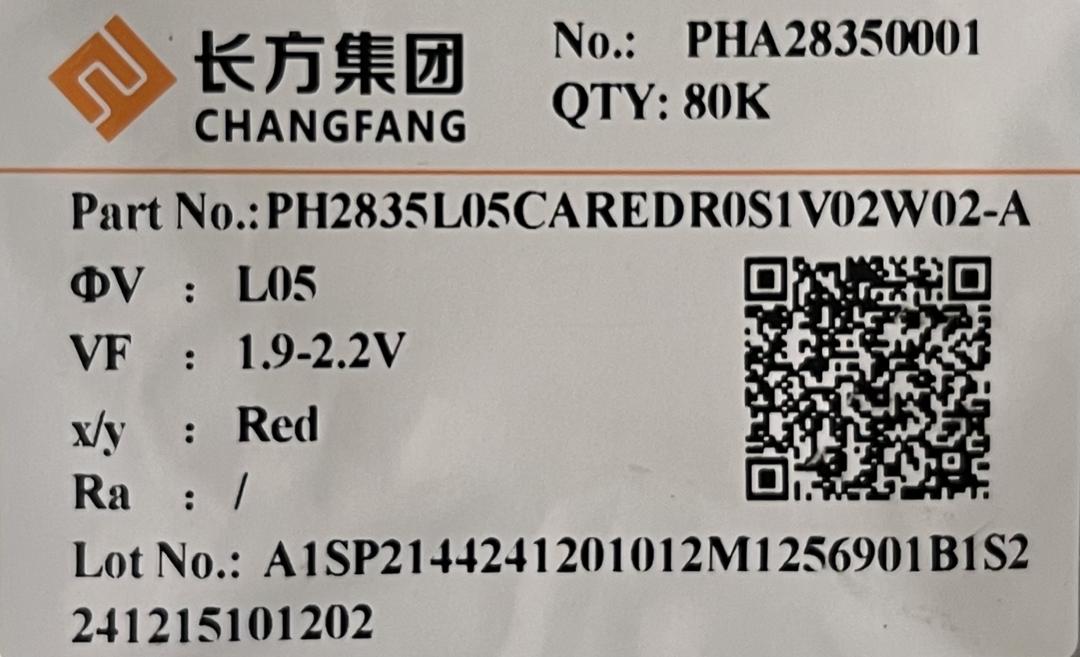 长方集团
CHANGFANG
No.: PHA28350001
QTY: 80K
Part No.:PH2835L05CAREDR0S1V02W02-A
ΦV : L05
VF : 1.9-2.2V
x/y : Red
Ra : /
Lot No.: A1SP2144241201012M1256901B1S2
241215101202